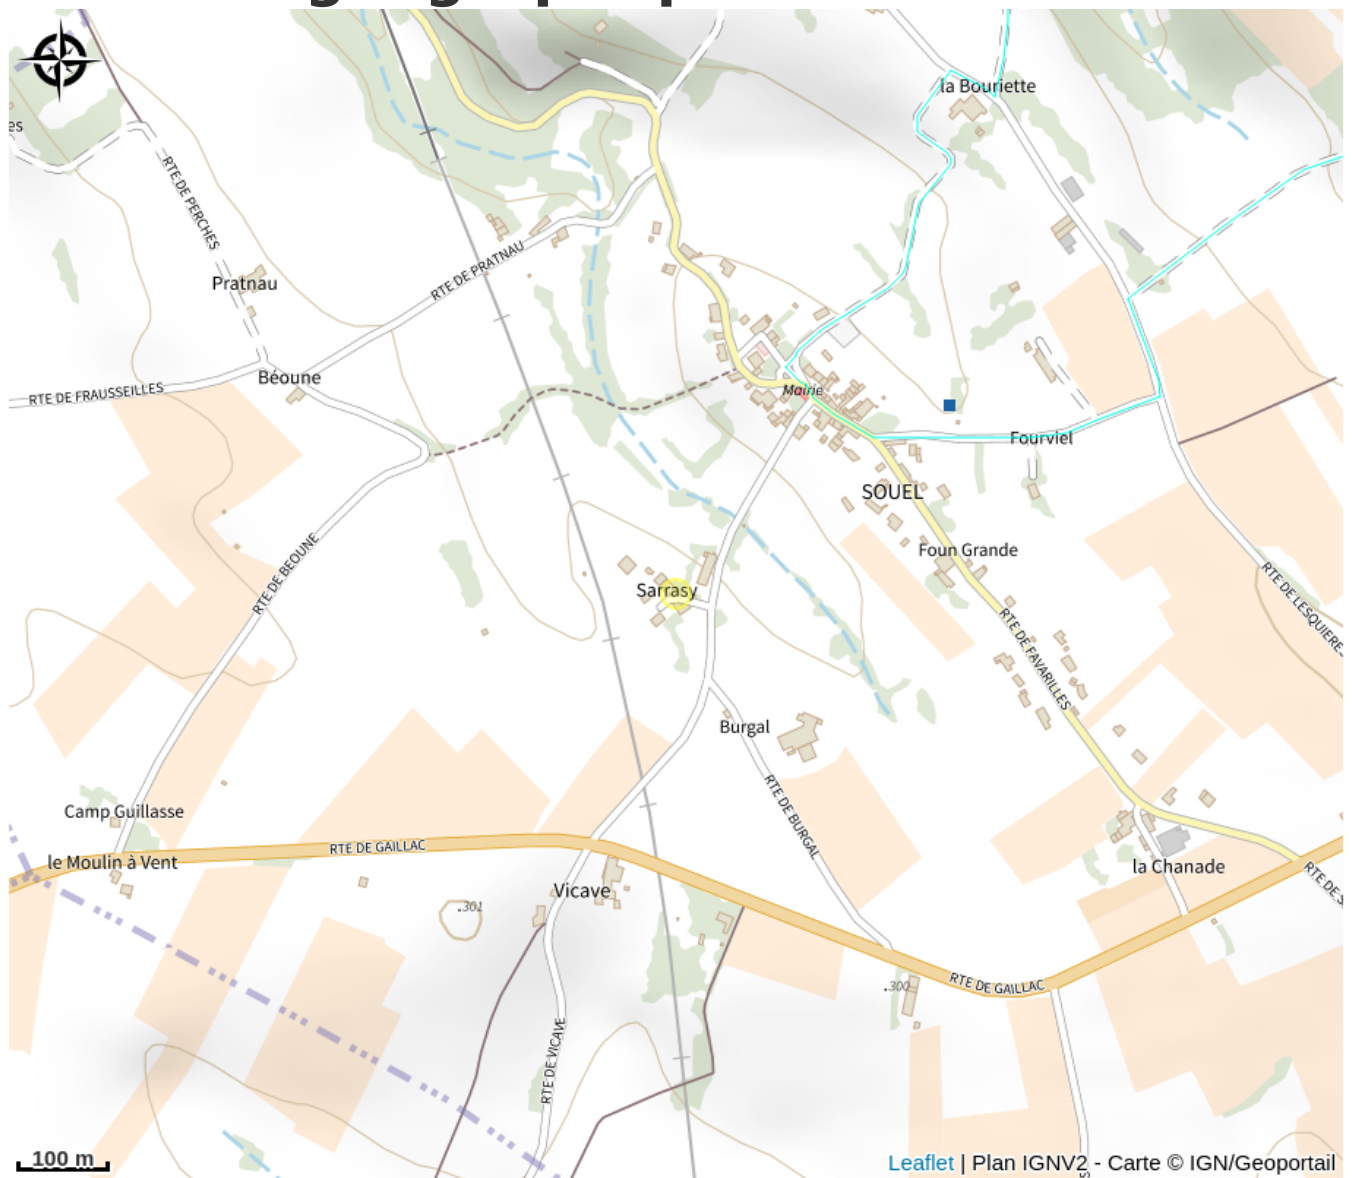 la Bouriette
es
RTE DE PERCHES
Pratnau
RTE DE PRATNAU
RTE DE FRAUSSEILLES
Béoune
Mairie
Fourviel
SOUEL
Foun Grande
RTE DE BEOUNE
Sarrasy
RTE DE LESQUIERE
RTE DE FAVARILLES
Burgal
RTE DE BURGAL
Camp Guillasse
le Moulin à Vent
RTE DE GAILLAC
la Chanade
RTE DE S
Vicave
.301
.300
RTE DE GAILLAC
RTE DE VICAVE
100 m
Leaflet | Plan IGNV2 - Carte © IGN/Geoportail